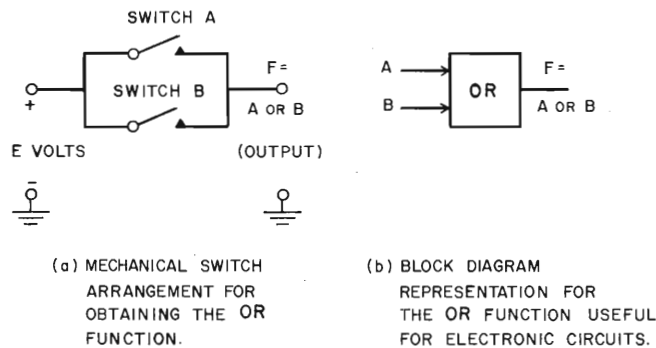 SWITCH A
F=
SWITCH B
+
A OR B
E VOLTS
(OUTPUT)
-
A
F=
OR
B
A OR B
(a) MECHANICAL SWITCH
ARRANGEMENT FOR
OBTAINING THE OR
FUNCTION.
(b) BLOCK DIAGRAM
REPRESENTATION FOR
THE OR FUNCTION USEFUL
FOR ELECTRONIC CIRCUITS.